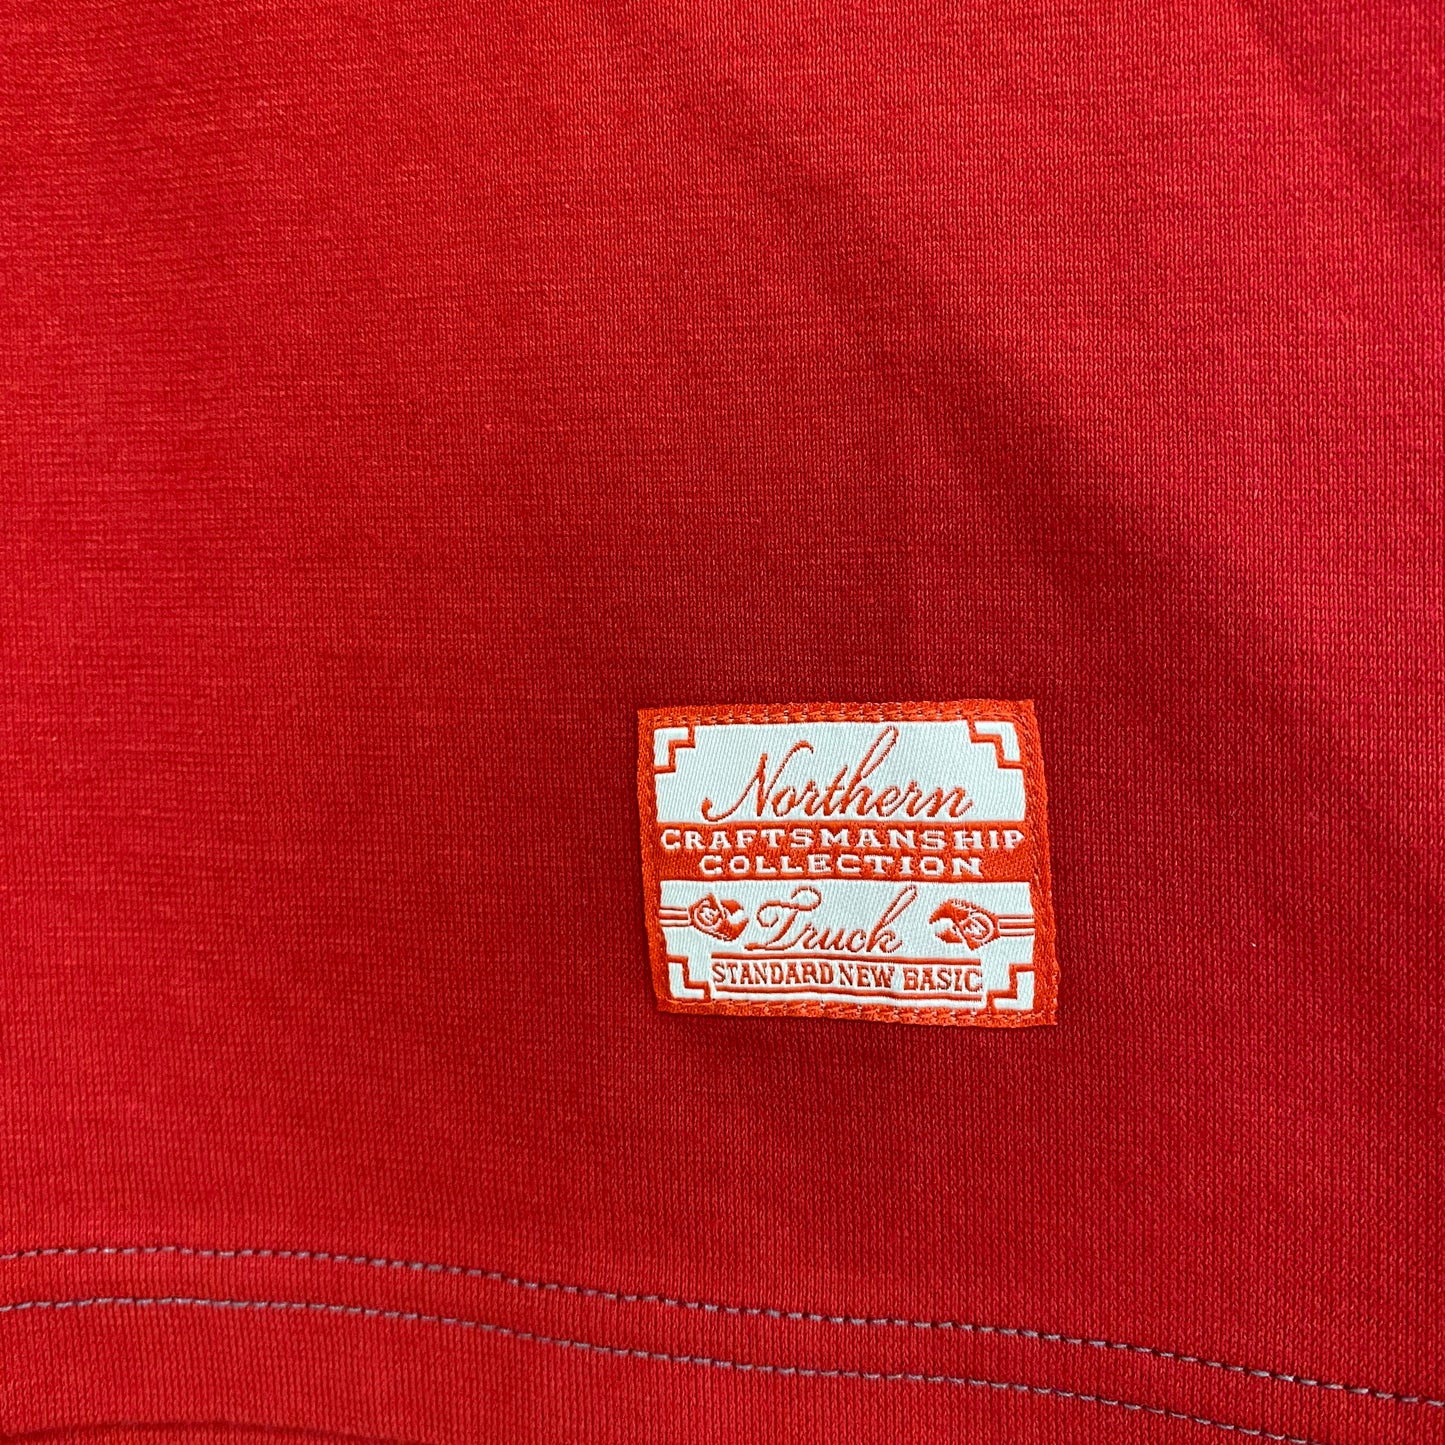 Northern
CRAFTSMANSHIP
COLLECTION
Truck
STANDARD NEW BASIC